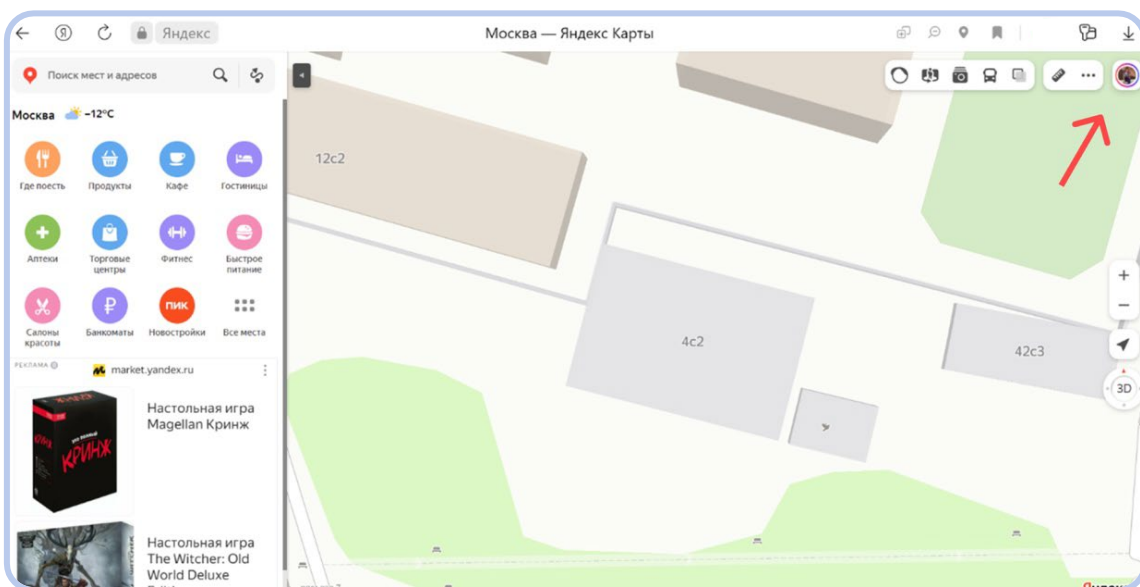 Я
Яндекс
Москва — Яндекс Карты
Поиск мест и адресов
Москва
−12°C
Где поесть
Продукты
Кафе
Гостиницы
Аптеки
Торговые
центры
Фитнес
Быстрое
питание
ПИК
Салоны
красоты
Банкоматы
Новостройки
Все места
РЕКЛАМА
market.yandex.ru
КРИНЖ
Настольная игра
Magellan Кринж
Настольная игра
The Witcher: Old
World Deluxe
12с2
4с2
42с3
+
−
3D